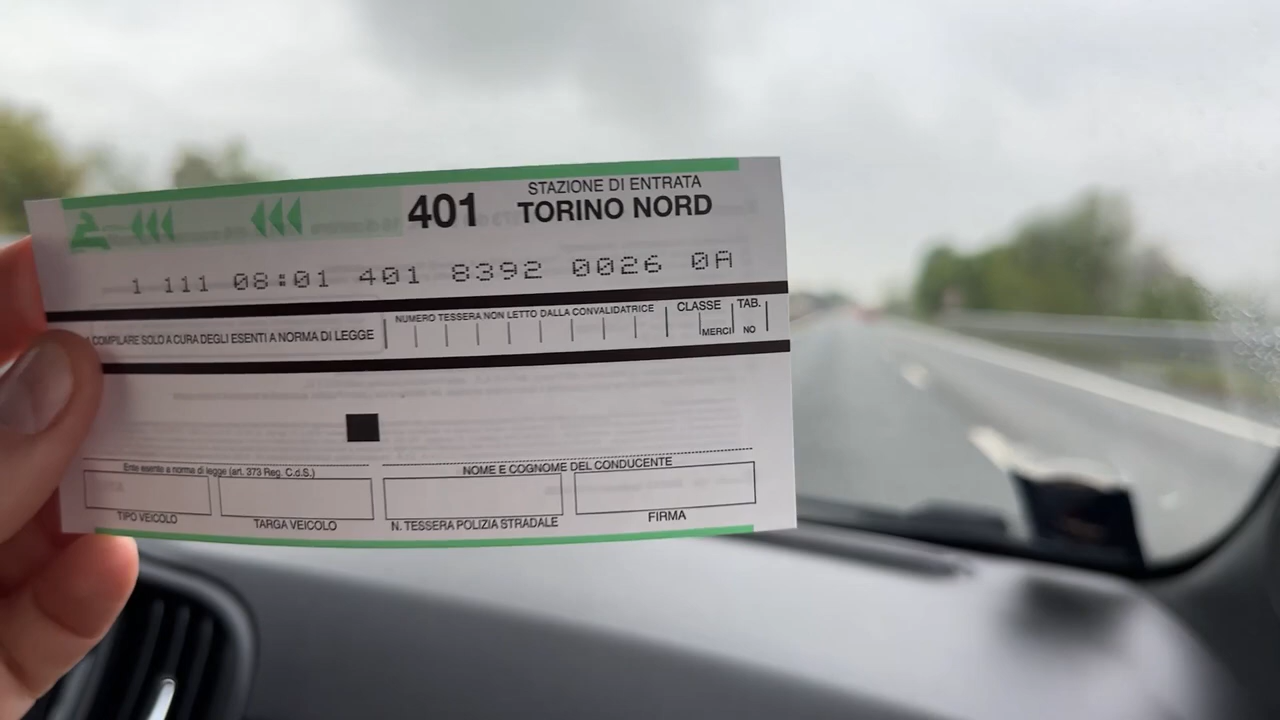 401
STAZIONE DI ENTRATA
TORINO NORD
1 111 08:01 401 8392 0026 0A
COMPILARE SOLO A CURA DEGLI ESENTI A NORMA DI LEGGE
NUMERO TESSERA NON LETTO DALLA CONVALIDATRICE
CLASSE
MERCI
TAB.
NO
Ente esente a norma di legge (art. 373 Reg. C.d.S.)
NOME E COGNOME DEL CONDUCENTE
TIPO VEICOLO
TARGA VEICOLO
N. TESSERA POLIZIA STRADALE
FIRMA